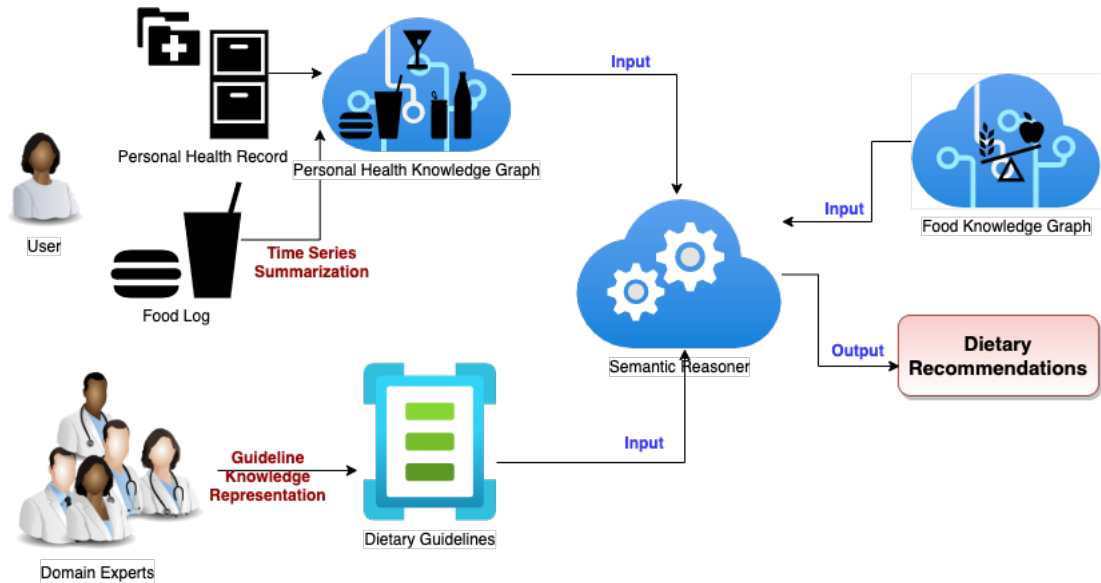 Personal Health Record
Personal Health Knowledge Graph
Input
User
Time Series
Summarization
Food Log
Input
Food Knowledge Graph
Semantic Reasoner
Output
Dietary
Recommendations
Guideline
Knowledge
Representation
Input
Dietary Guidelines
Domain Experts